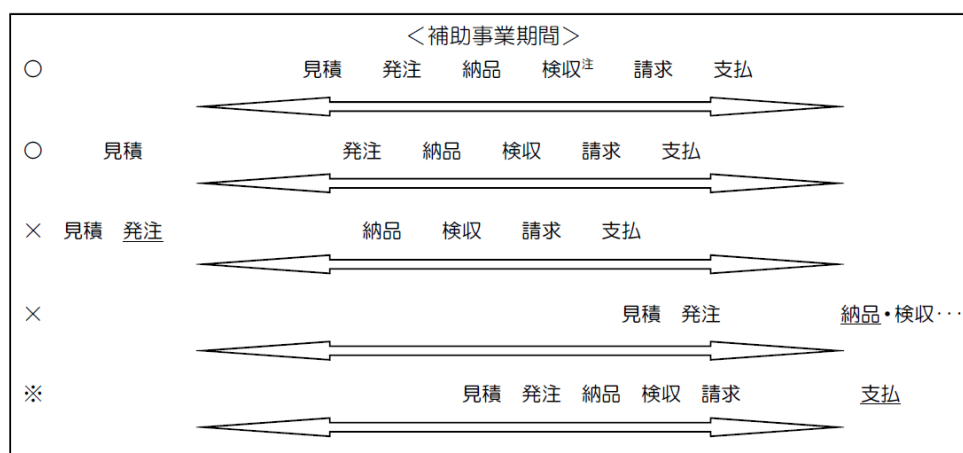 <補助事業期間>
○ 見積 発注 納品 検収注 請求 支払
○ 見積 発注 納品 検収 請求 支払
× 見積 発注 納品 検収 請求 支払
× 見積 発注 納品・検収・・・
※ 見積 発注 納品 検収 請求 支払